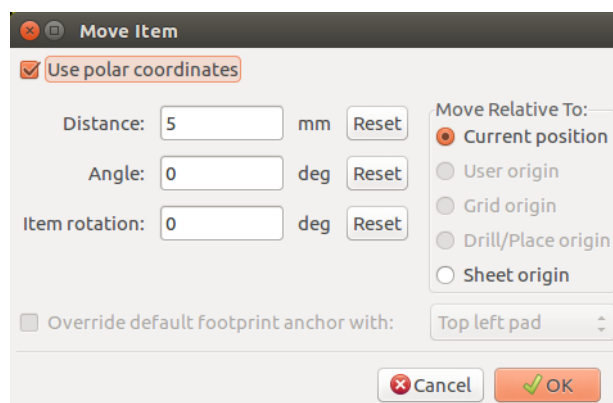 Move Item
Use polar coordinates
Distance: 5 mm Reset
Angle: 0 deg Reset
Item rotation: 0 deg Reset
Move Relative To:
Current position
User origin
Grid origin
Drill/Place origin
Sheet origin
Override default footprint anchor with: Top left pad
Cancel OK